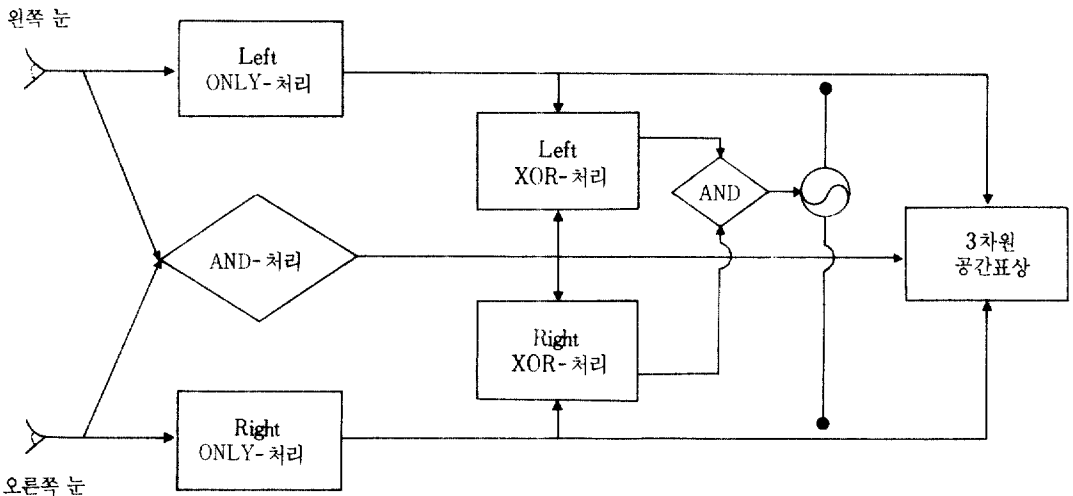 왼쪽 눈
Left
ONLY-처리
Left
XOR-처리
AND
AND-처리
3차원
공간표상
Right
XOR-처리
Right
ONLY-처리
오른쪽 눈